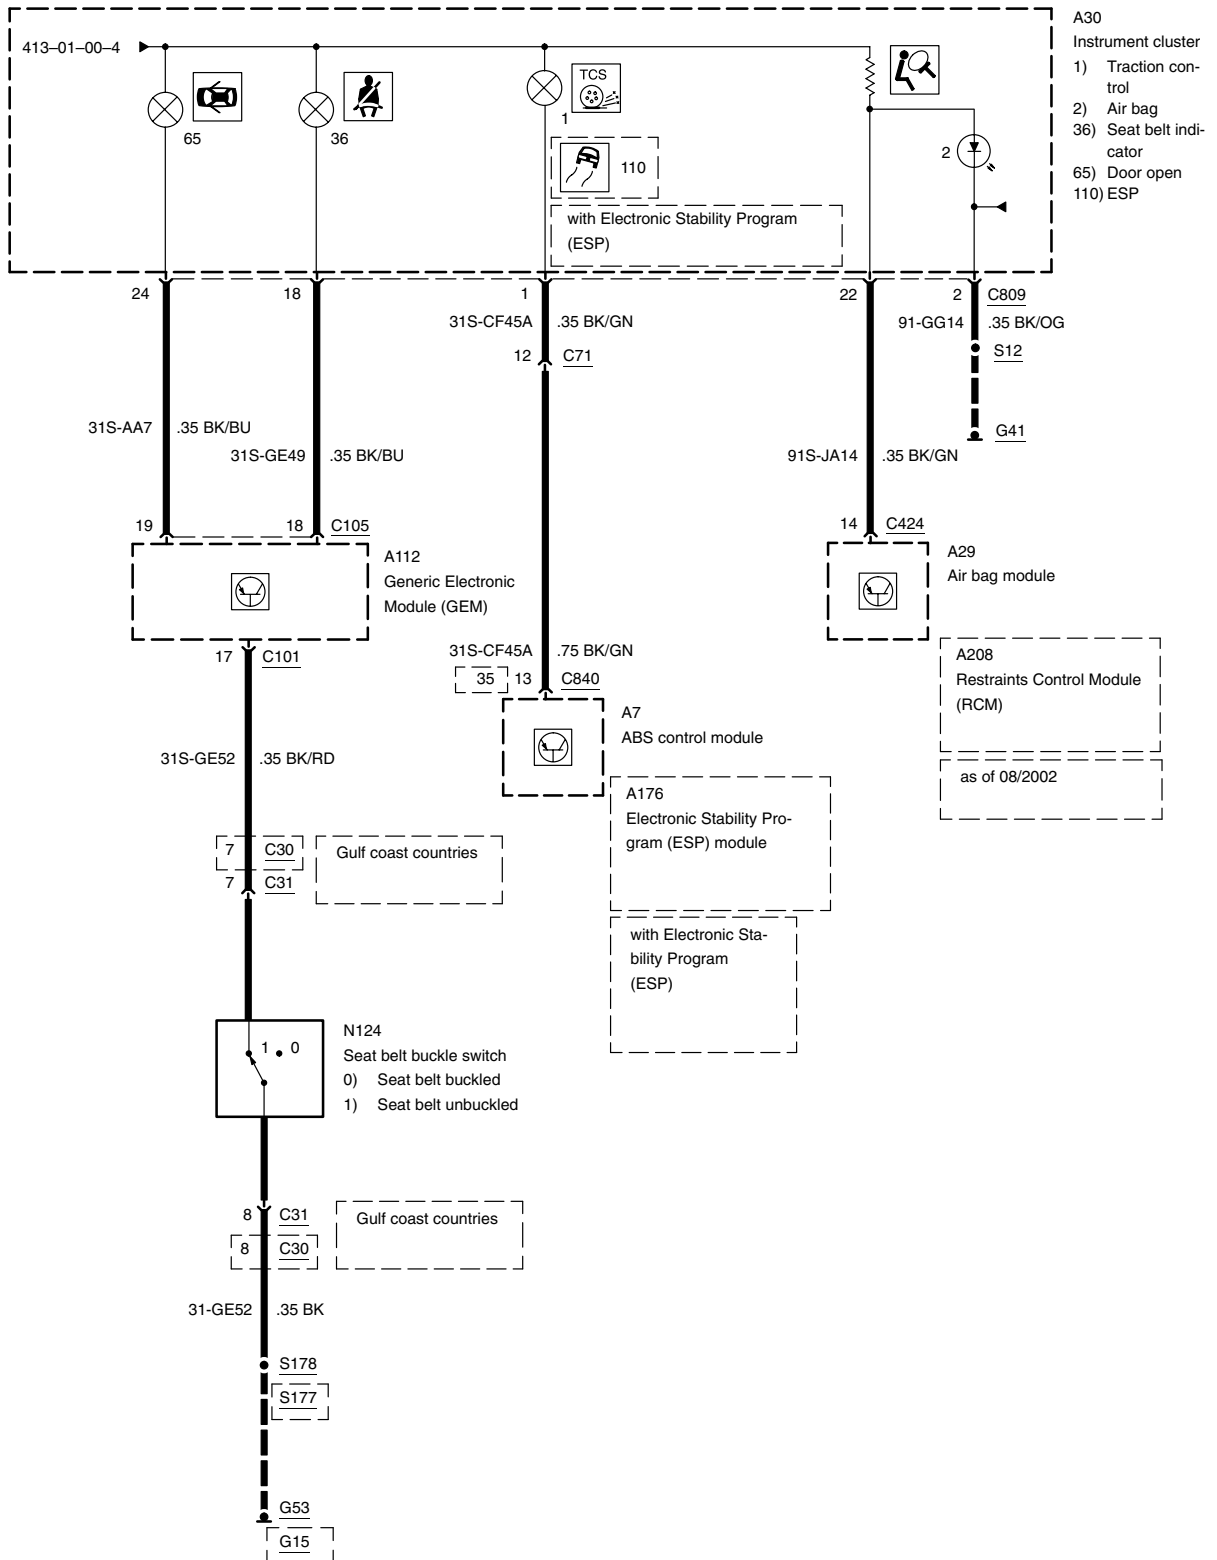 A30
Instrument cluster
1) Traction con-
trol
2) Air bag
36) Seat belt indi-
cator
65) Door open
110) ESP
413–01–00–4
65
36
TCS
1
2
110
with Electronic Stability Program
(ESP)
24
18
1
22
2
C809
31S-CF45A
.35 BK/GN
91-GG14
.35 BK/OG
12
C71
S12
31S-AA7
.35 BK/BU
31S-GE49
.35 BK/BU
G41
91S-JA14
.35 BK/GN
19
18
C105
14
C424
A112
Generic Electronic
Module (GEM)
A29
Air bag module
17
C101
31S-CF45A
.75 BK/GN
35
13
C840
A208
Restraints Control Module
(RCM)
A7
ABS control module
31S-GE52
.35 BK/RD
as of 08/2002
A176
Electronic Stability Pro-
gram (ESP) module
7
C30
Gulf coast countries
7
C31
with Electronic Sta-
bility Program
(ESP)
1
0
N124
Seat belt buckle switch
0) Seat belt buckled
1) Seat belt unbuckled
8
C31
Gulf coast countries
8
C30
31-GE52
.35 BK
S178
S177
G53
G15